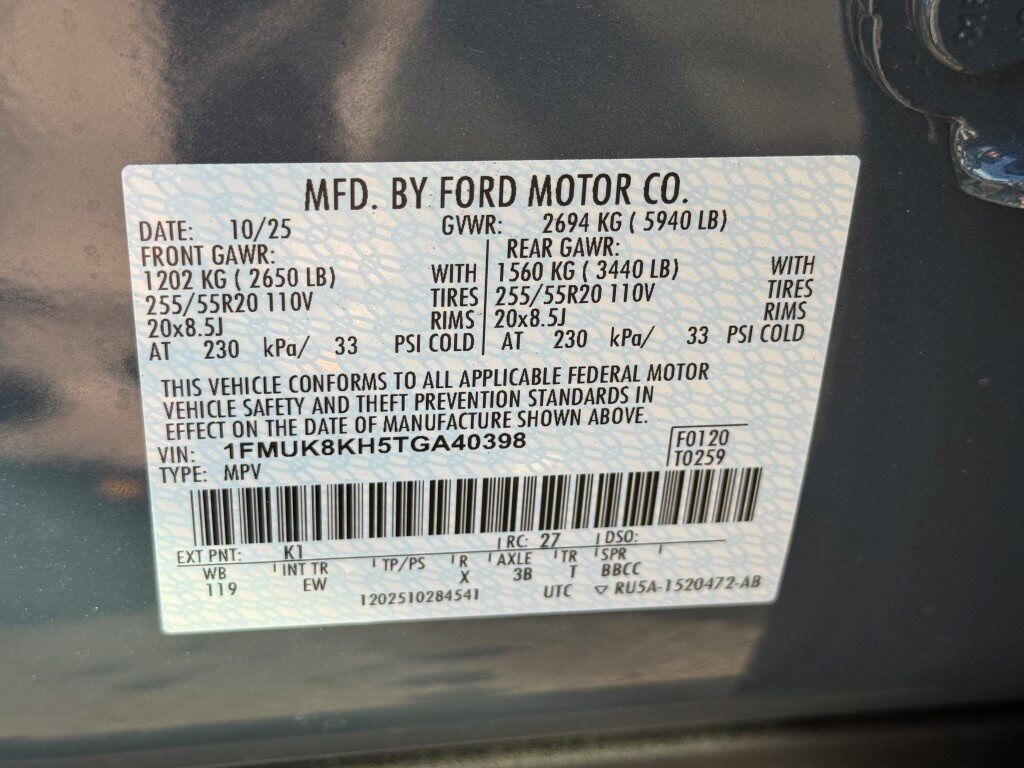 MFD. BY FORD MOTOR CO.
DATE: 10/25 GVWR: 2694 KG ( 5940 LB)
FRONT GAWR: REAR GAWR:
1202 KG ( 2650 LB) WITH 1560 KG ( 3440 LB) WITH
255/55R20 110V TIRES 255/55R20 110V TIRES
20x8.5J RIMS 20x8.5J RIMS
AT 230 kPa/ 33 PSI COLD AT 230 kPa/ 33 PSI COLD
THIS VEHICLE CONFORMS TO ALL APPLICABLE FEDERAL MOTOR
VEHICLE SAFETY AND THEFT PREVENTION STANDARDS IN
EFFECT ON THE DATE OF MANUFACTURE SHOWN ABOVE.
VIN: 1FMUK8KH5TGA40398 F0120
TYPE: MPV T0259
EXT PNT: K1 RC: 27 DSO:
WB INT TR TP/PS R AXLE TR SPR
119 EW X 3B T BBCC
1202510284541 UTC ▽ RU5A-1520472-AB